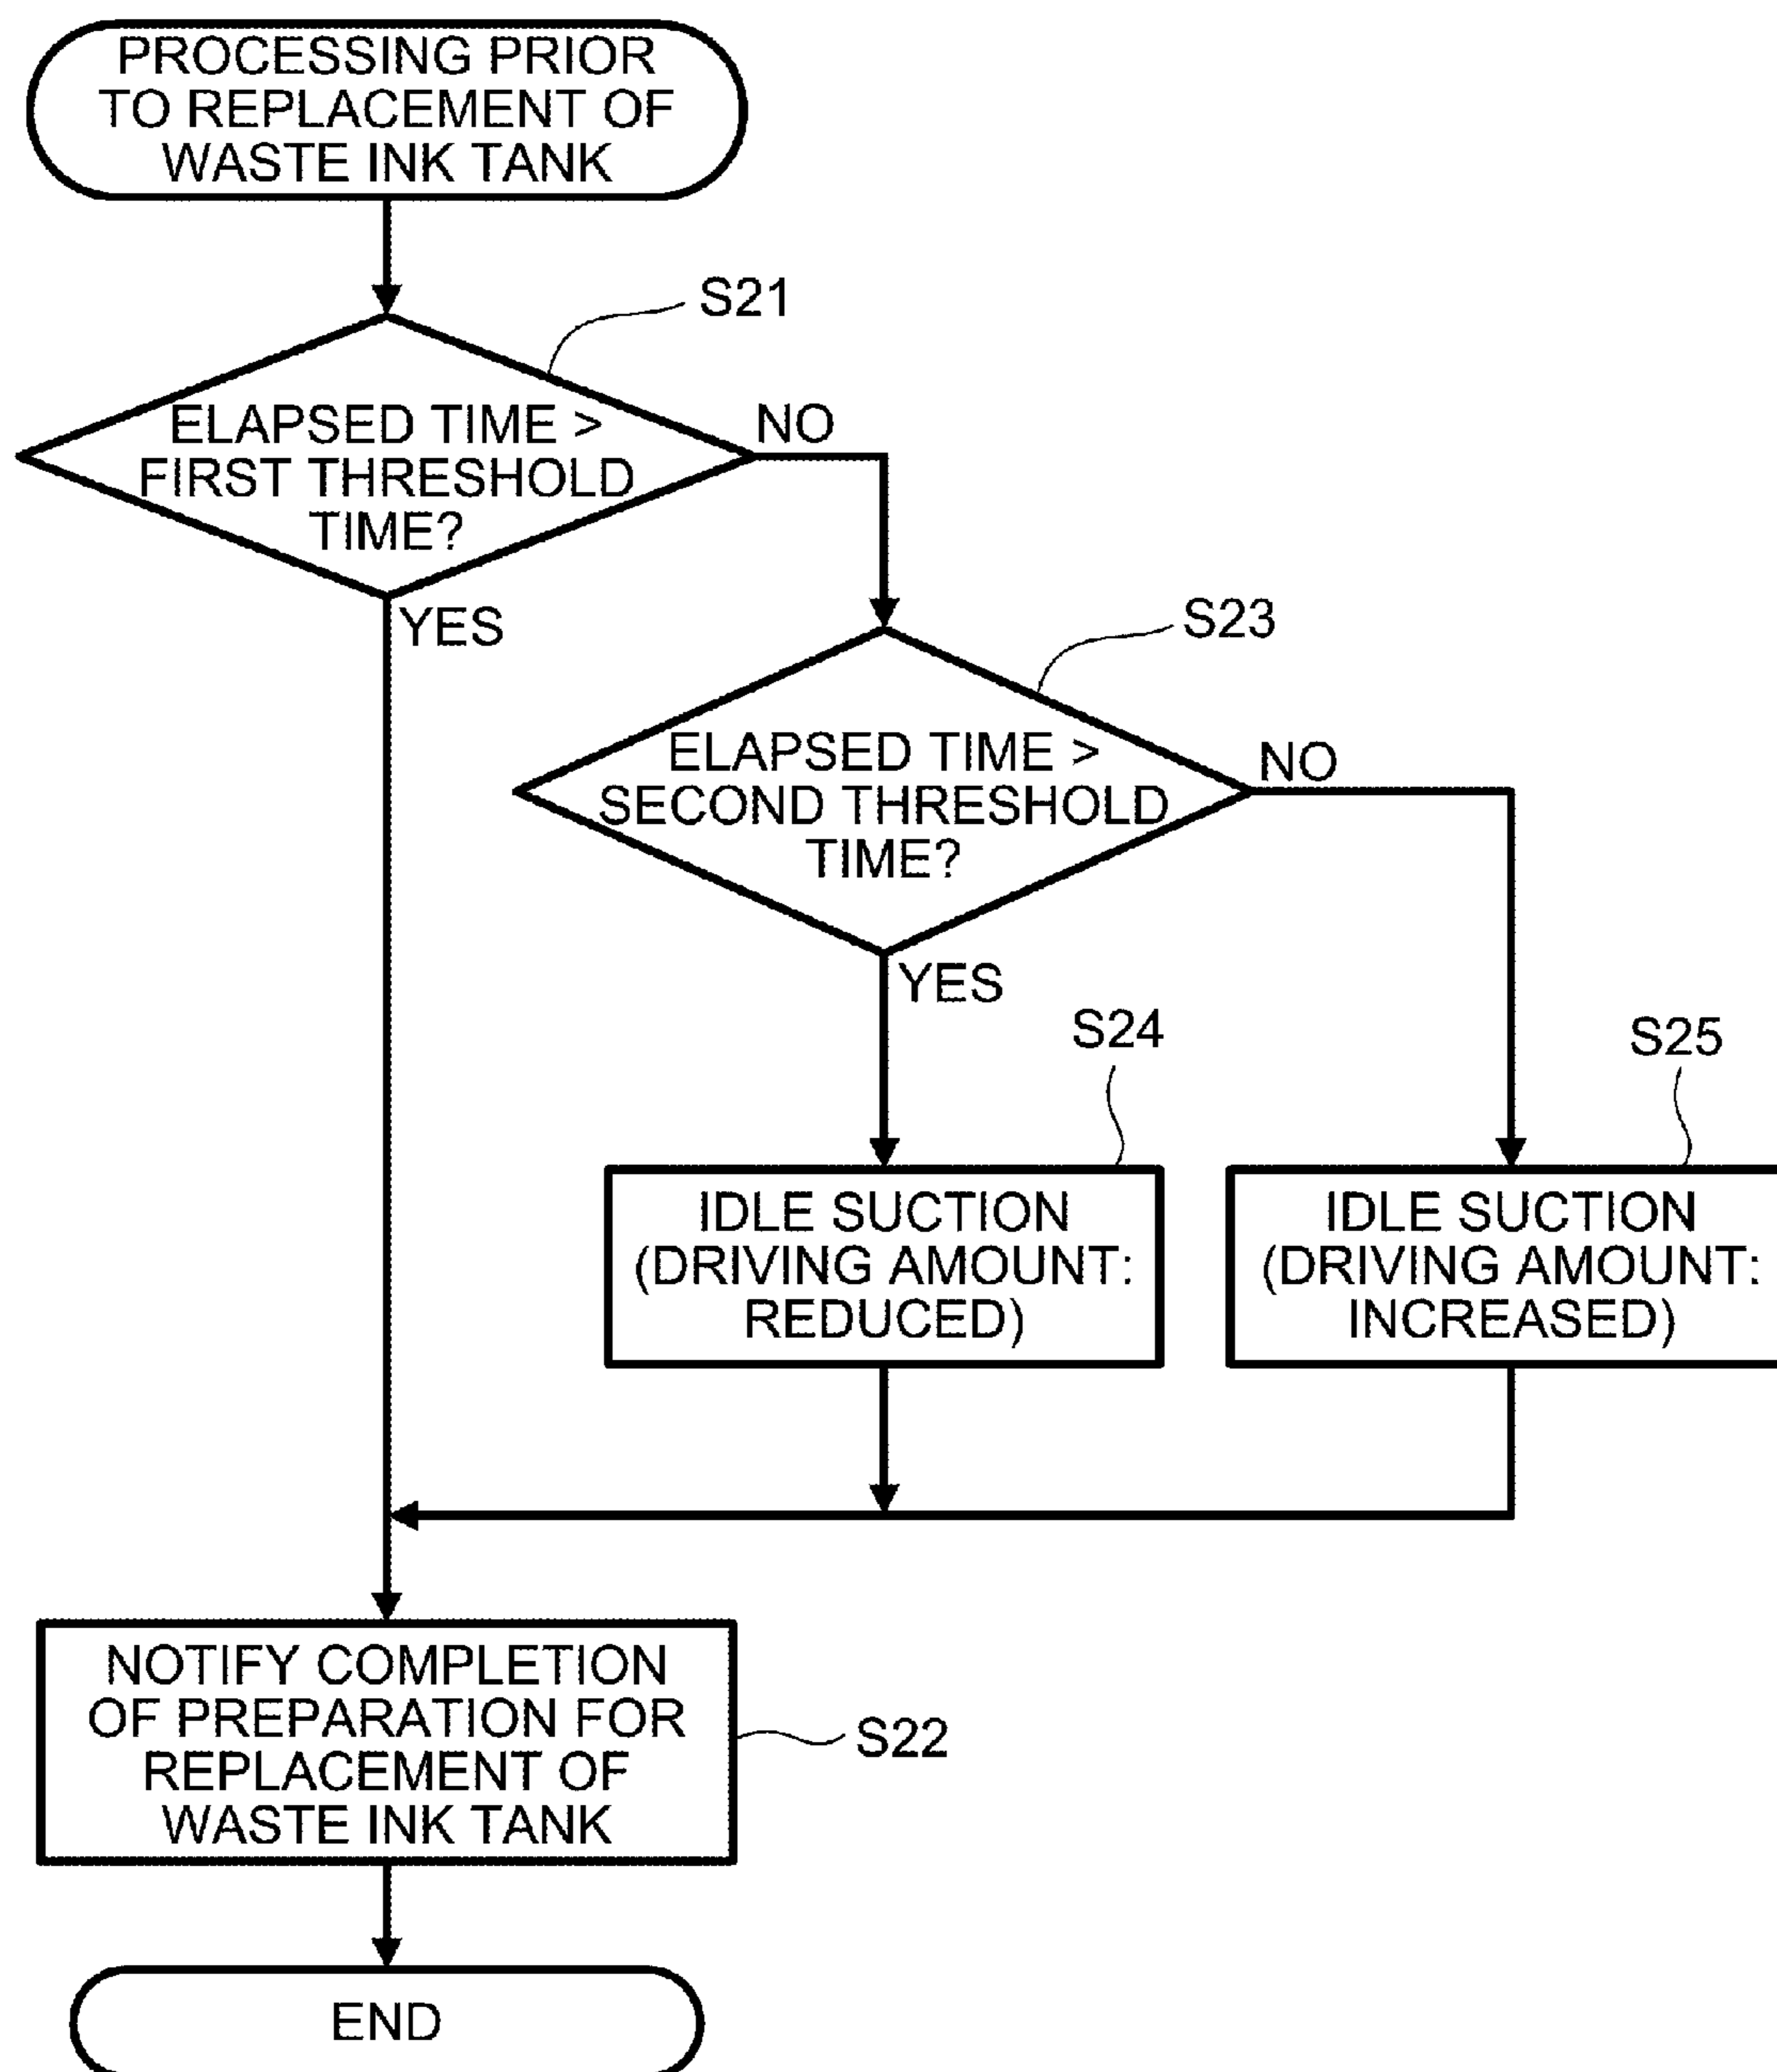 PROCESSING PRIOR
TO REPLACEMENT OF
WASTE INK TANK
S21
ELAPSED TIME >
FIRST THRESHOLD
TIME?
NO
YES
S23
ELAPSED TIME >
SECOND THRESHOLD
TIME?
NO
YES
S24
S25
IDLE SUCTION
(DRIVING AMOUNT:
REDUCED)
IDLE SUCTION
(DRIVING AMOUNT:
INCREASED)
NOTIFY COMPLETION
OF PREPARATION FOR
REPLACEMENT OF
WASTE INK TANK
S22
END